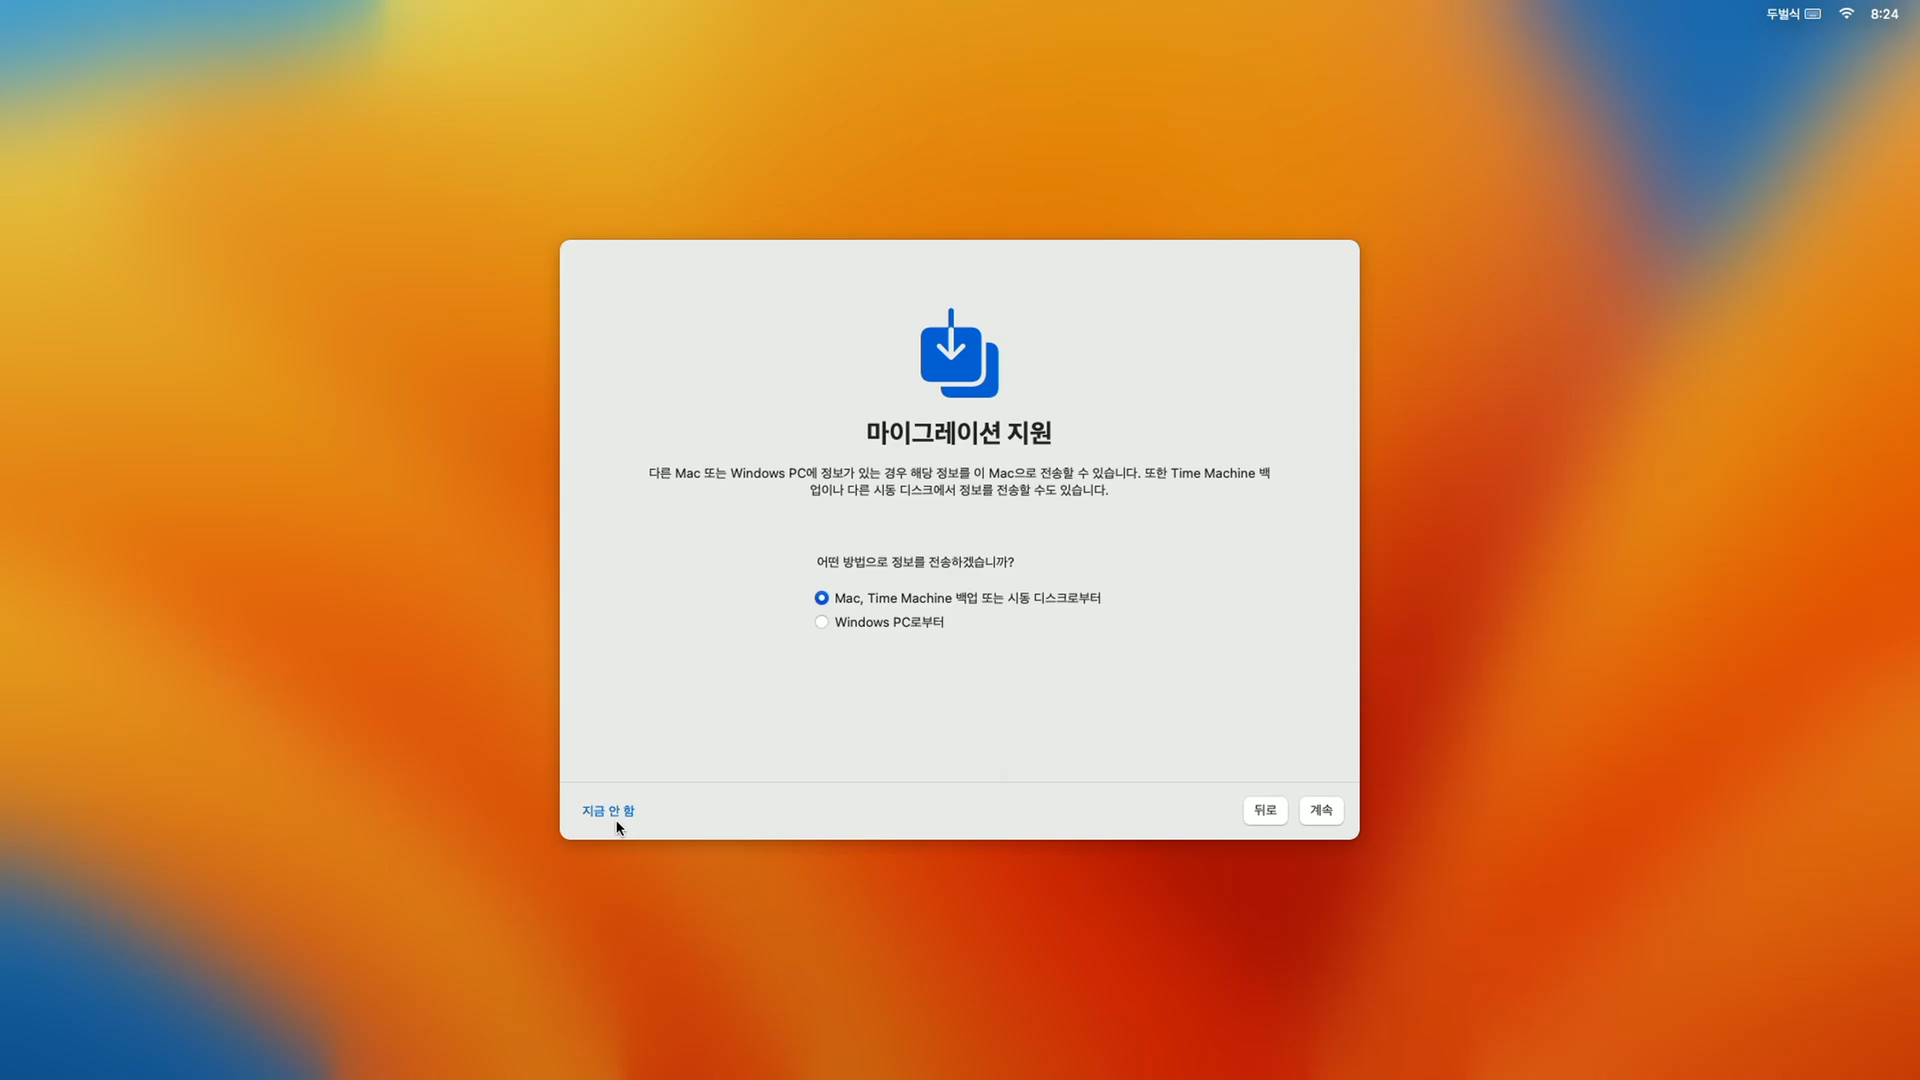 두벌식 8:24
마이그레이션 지원
다른 Mac 또는 Windows PC에 정보가 있는 경우 해당 정보를 이 Mac으로 전송할 수 있습니다. 또한 Time Machine 백
업이나 다른 시동 디스크에서 정보를 전송할 수도 있습니다.
어떤 방법으로 정보를 전송하겠습니까?
Mac, Time Machine 백업 또는 시동 디스크로부터
Windows PC로부터
지금 안 함 뒤로 계속